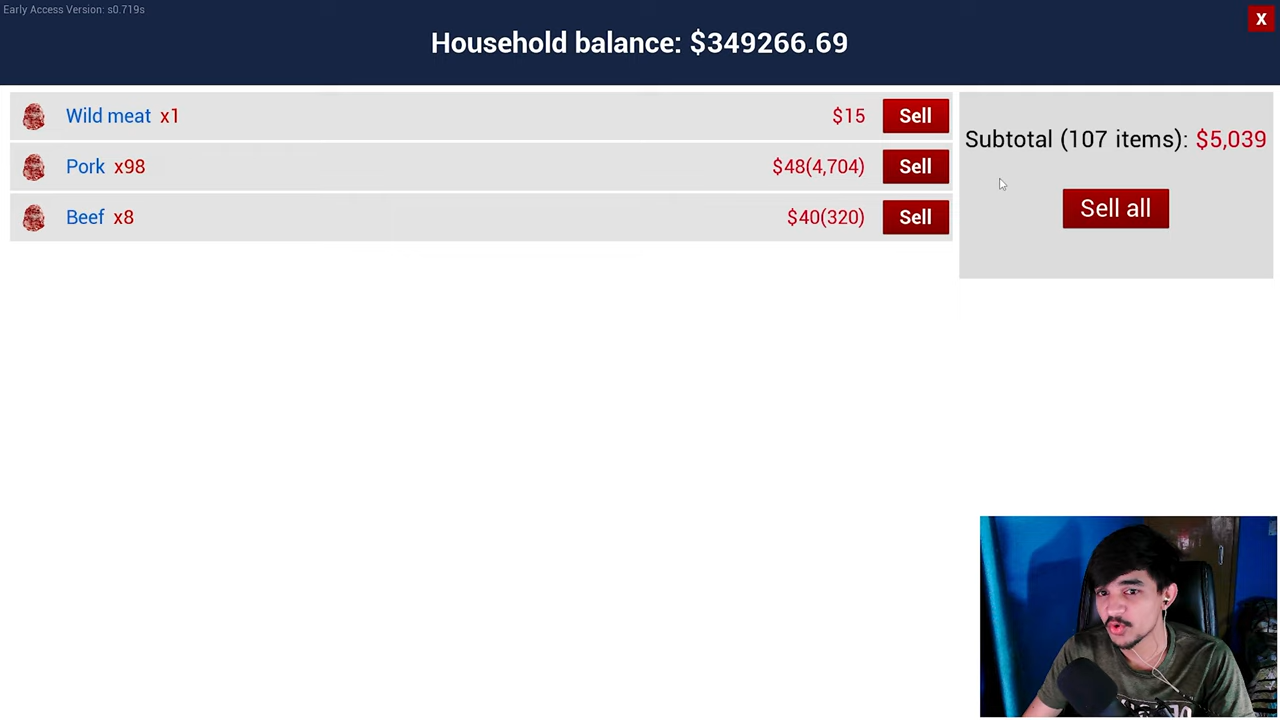 Early Access Version: s0.719s
X
Household balance: $349266.69
Wild meat x1 $15 Sell
Pork x98 $48(4,704) Sell
Beef x8 $40(320) Sell
Subtotal (107 items): $5,039
Sell all